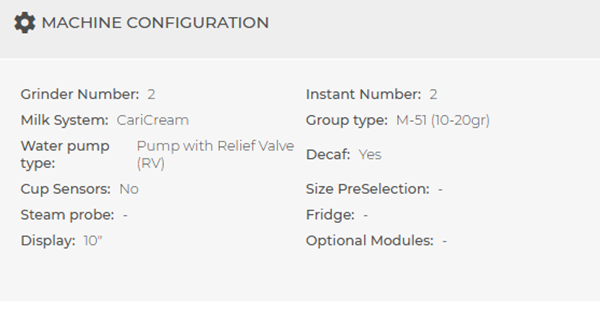 MACHINE CONFIGURATION
Grinder Number: 2
Instant Number: 2
Milk System: CariCream
Group type: M-51 (10-20gr)
Water pump type: Pump with Relief Valve (RV)
Decaf: Yes
Cup Sensors: No
Size PreSelection: -
Steam probe: -
Fridge: -
Display: 10"
Optional Modules: -